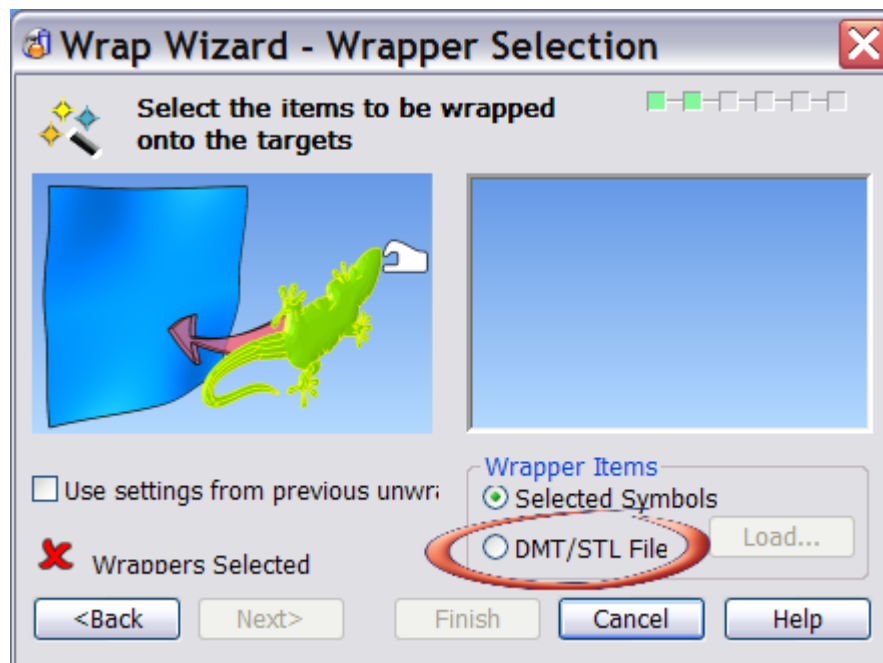 Wrap Wizard - Wrapper Selection
Select the items to be wrapped
onto the targets
Use settings from previous
Wrapper Items
Selected Symbols
DMT/STL File
Load...
Wrappers Selected
<Back
Next>
Finish
Cancel
Help